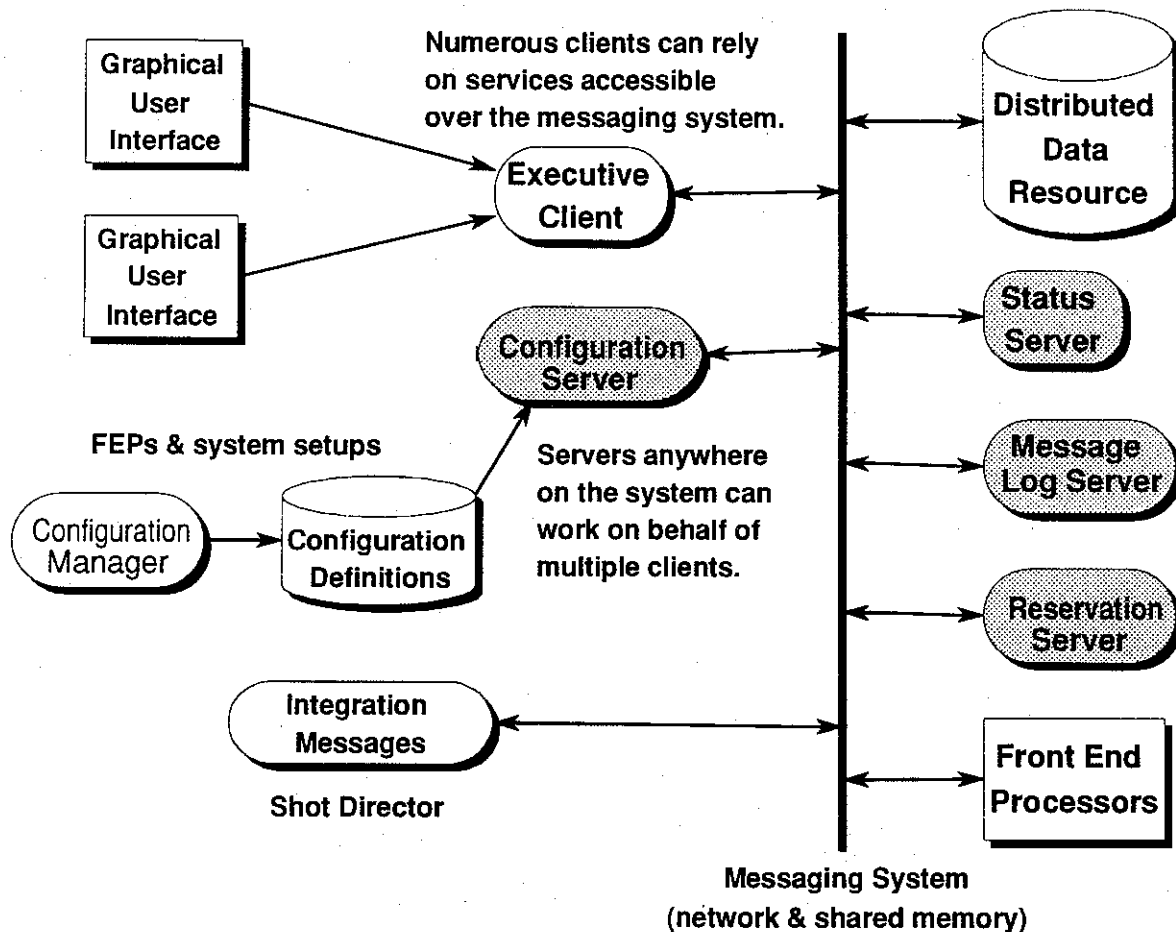 Graphical
User
Interface
Numerous clients can rely
on services accessible
over the messaging system.
Executive
Client
Distributed
Data
Resource
Graphical
User
Interface
Status
Server
Configuration
Server
FEPs & system setups
Servers anywhere
on the system can
work on behalf of
multiple clients.
Message
Log Server
Configuration
Manager
Configuration
Definitions
Reservation
Server
Integration
Messages
Shot Director
Front End
Processors
Messaging System
(network & shared memory)